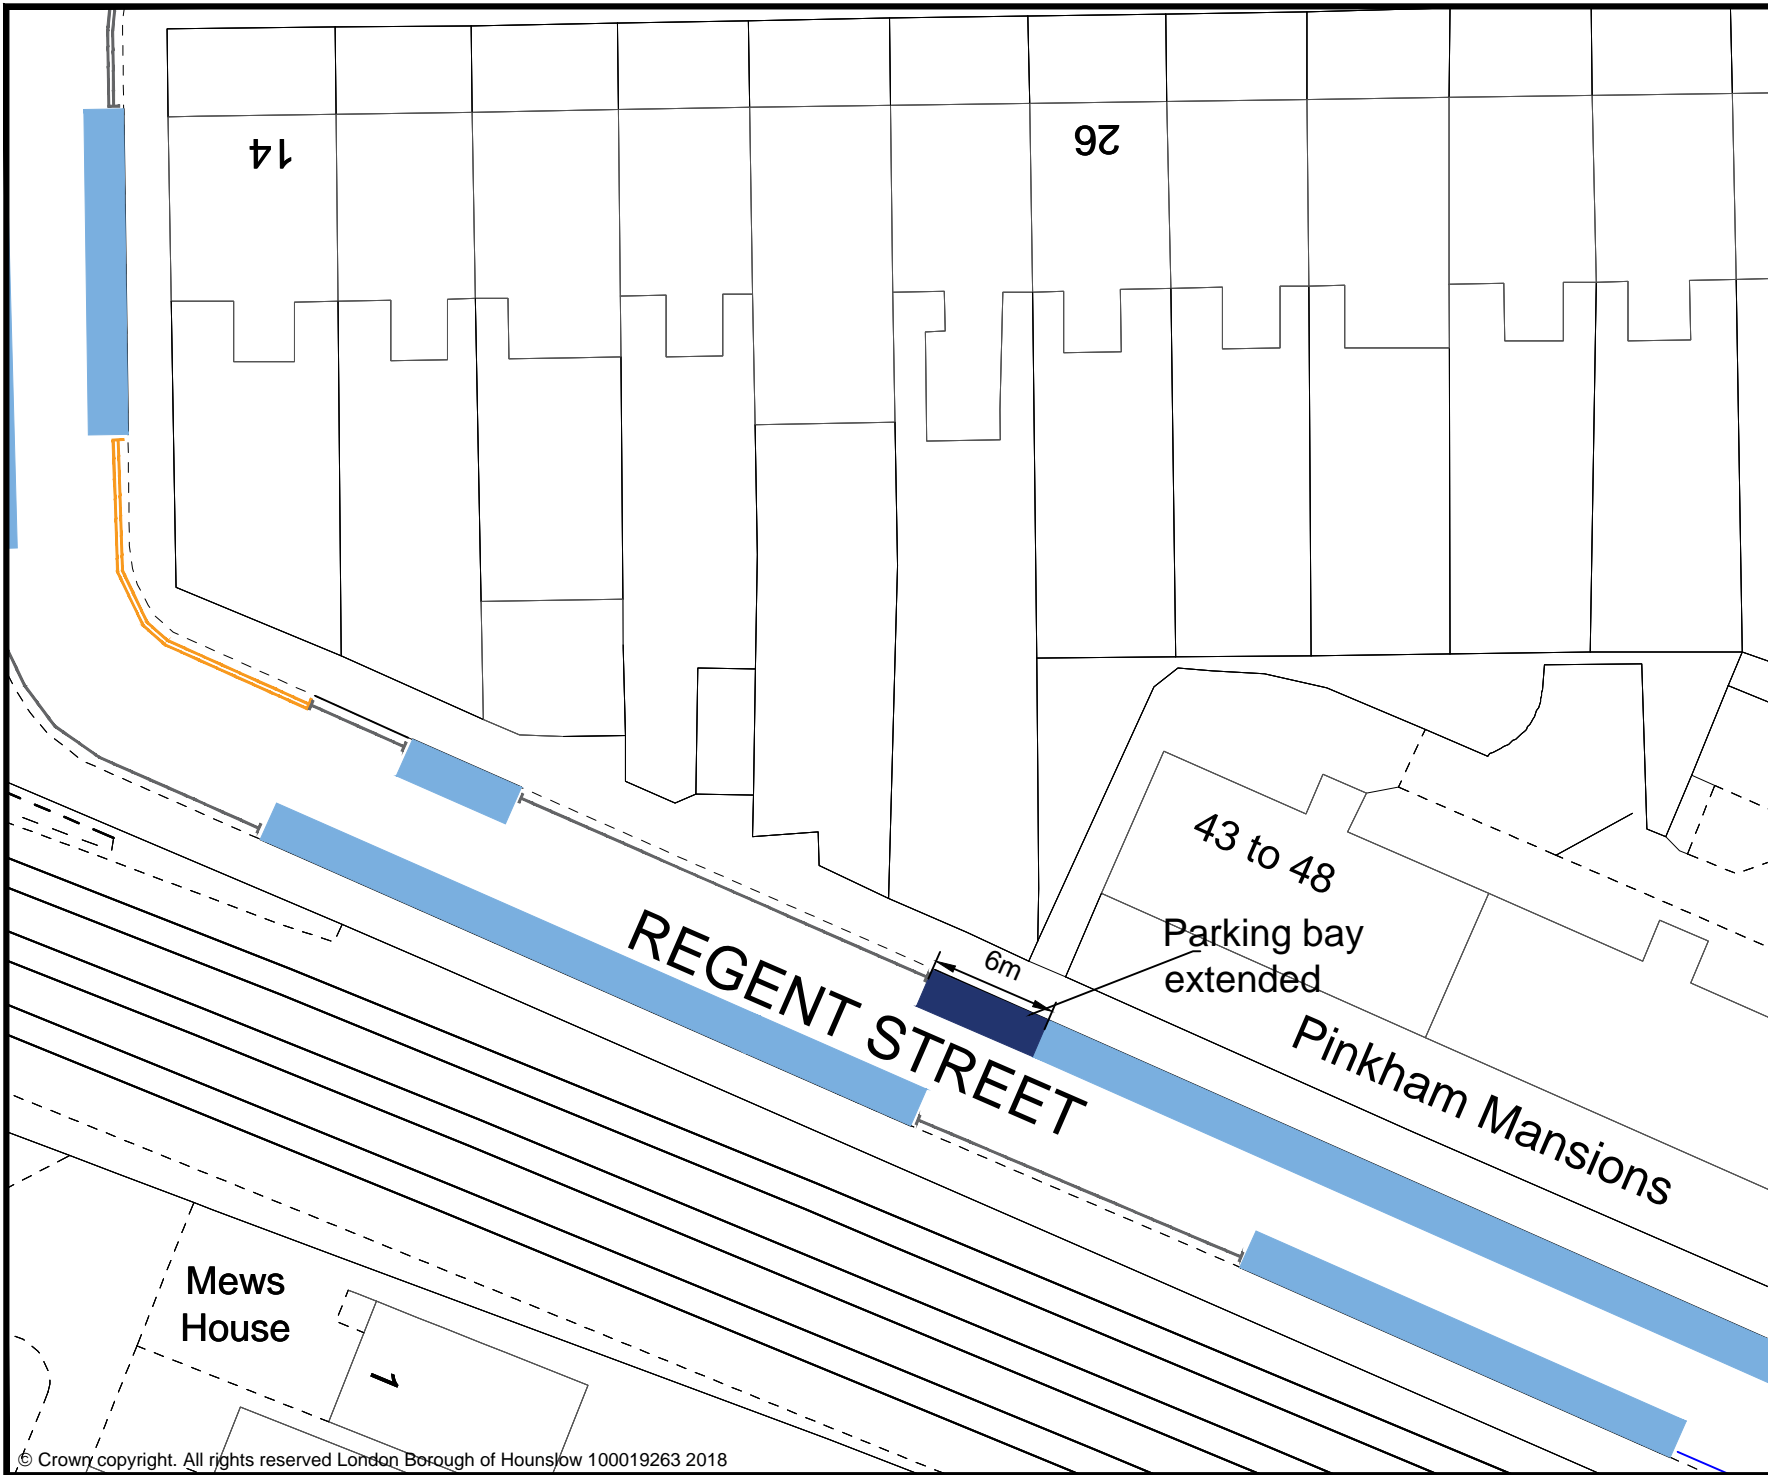 14
26
43 to 48
Parking bay
extended
6m
REGENT STREET
Pinkham Mansions
Mews
House
1
© Crown copyright. All rights reserved London Borough of Hounslow 100019263 2018